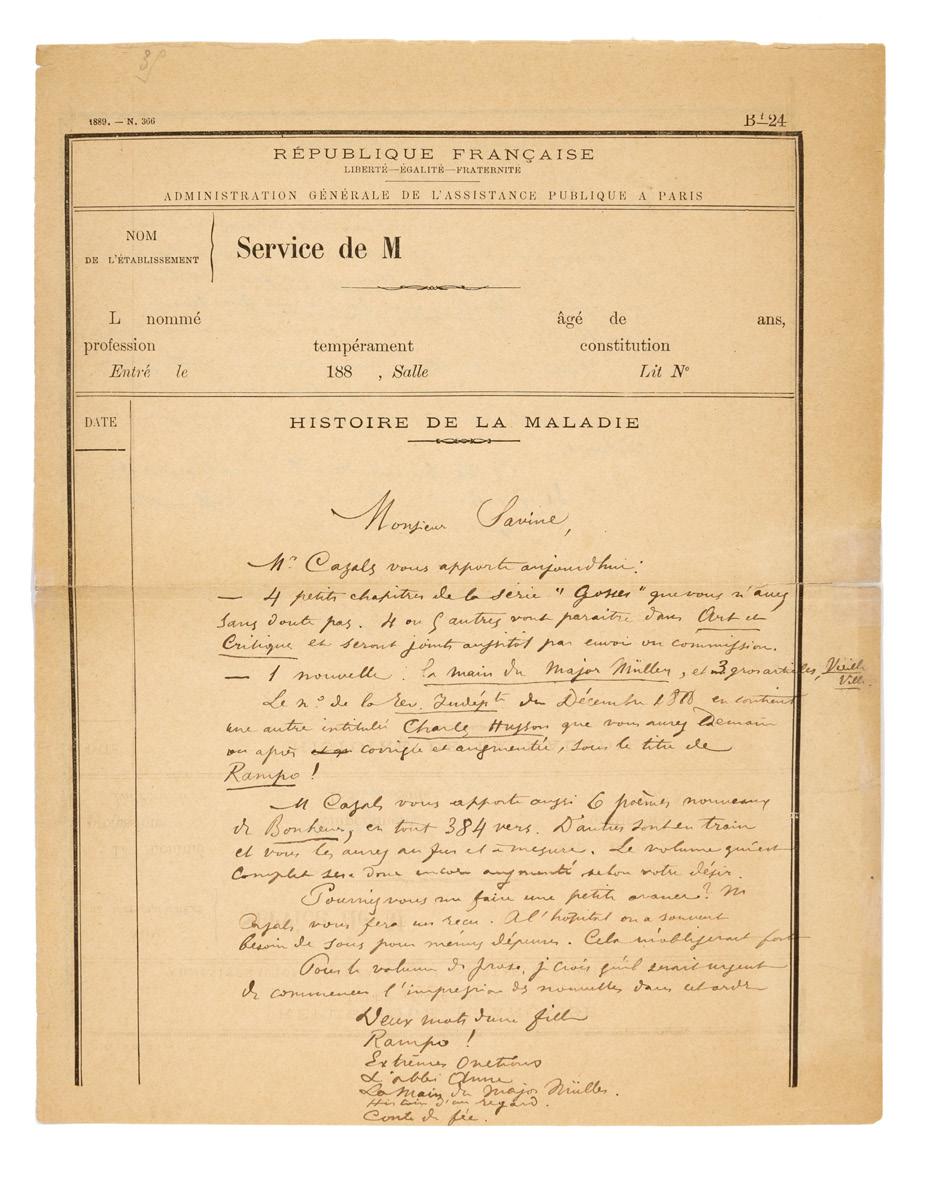 1889. — N. 366
Bt-24
RÉPUBLIQUE FRANÇAISE
LIBERTÉ—ÉGALITÉ—FRATERNITÉ
ADMINISTRATION GÉNÉRALE DE L'ASSISTANCE PUBLIQUE A PARIS
NOM
DE L'ÉTABLISSEMENT
Service de M
L nommé âgé de ans,
profession tempérament constitution
Entré le 188 , Salle Lit No
DATE
HISTOIRE DE LA MALADIE
Monsieur Savine,
Mr Cazals vous apporte aujourd'hui :
— 4 petits chapitres de la série "Gosses" que vous n'avez
sans doute pas. 4 ou 5 autres vont paraître dans Art et
Critique et seront joints aussitôt par envoi ou commission.
— 1 nouvelle. La main du Major Müller, et 3 gros articles, Vieille
Ville.
Le no de la Rev. Indépte de Décembre 188 en contient
une autre intitulée Charles Husson que vous aurez demain
ou après corrigée et augmentée, sous le titre de
Rampo !
M Cazals vous apporte aussi 6 poèmes nouveaux
de Bonheur, en tout 384 vers. D'autres sont en train
et vous les aurez au fur et à mesure. Le volume qui est
complet sera donc encore augmenté selon votre désir.
Pourriez vous me faire une petite avance ? M
Cazals vous fera un reçu. A l'hôpital on a souvent
besoin de sous pour menues dépenses. Cela m'obligerait fort
Pour le volume de prose, je crois qu'il serait urgent
de commencer l'impression des nouvelles dans cet ordre
Deux mots d'une fille
Rampo !
Extrêmes Onctions
L'abbé Anne
La Main du Major Müller.
Histoire d'un regard.
Conte de fée.